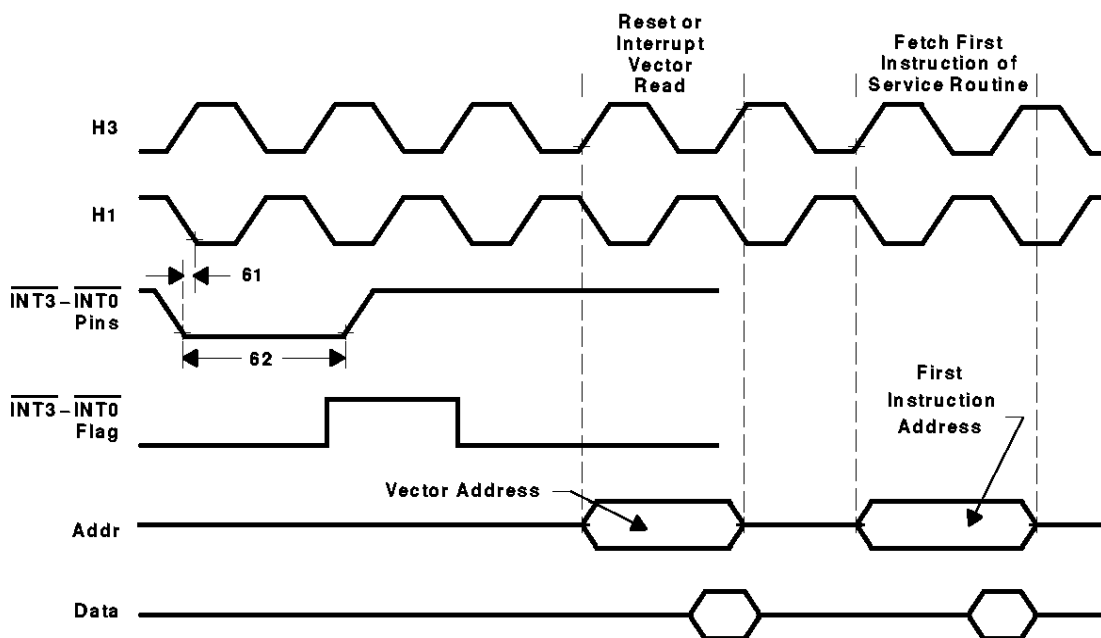 Reset or
Interrupt
Vector
Read
Fetch First
Instruction of
Service Routine
H3
H1
61
INT3–INT0
Pins
62
INT3–INT0
Flag
First
Instruction
Address
Vector Address
Addr
Data